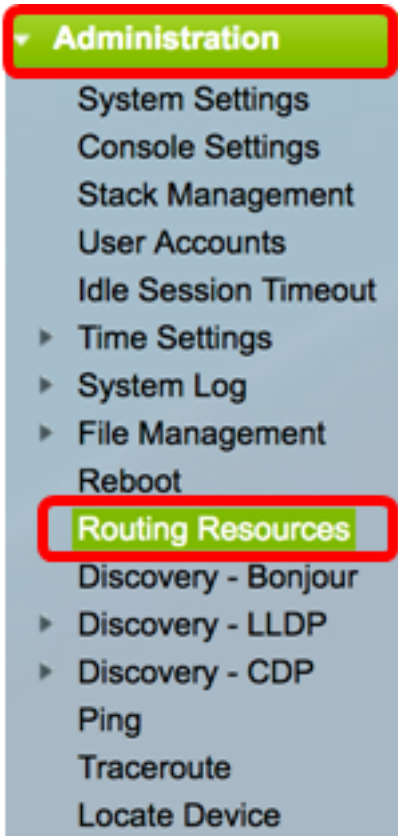 Administration
System Settings
Console Settings
Stack Management
User Accounts
Idle Session Timeout
Time Settings
System Log
File Management
Reboot
Routing Resources
Discovery - Bonjour
Discovery - LLDP
Discovery - CDP
Ping
Traceroute
Locate Device